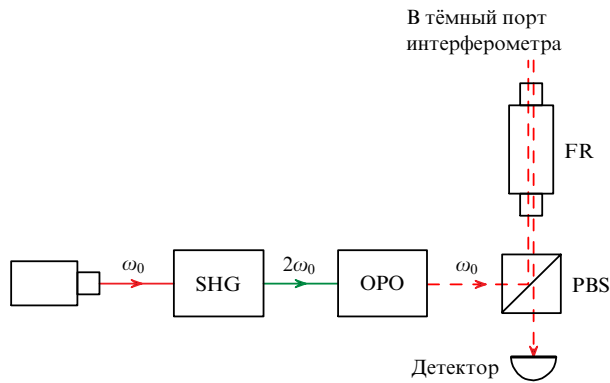 В тёмный порт
интерферометра
FR
ω₀
SHG
2ω₀
OPO
ω₀
PBS
Детектор